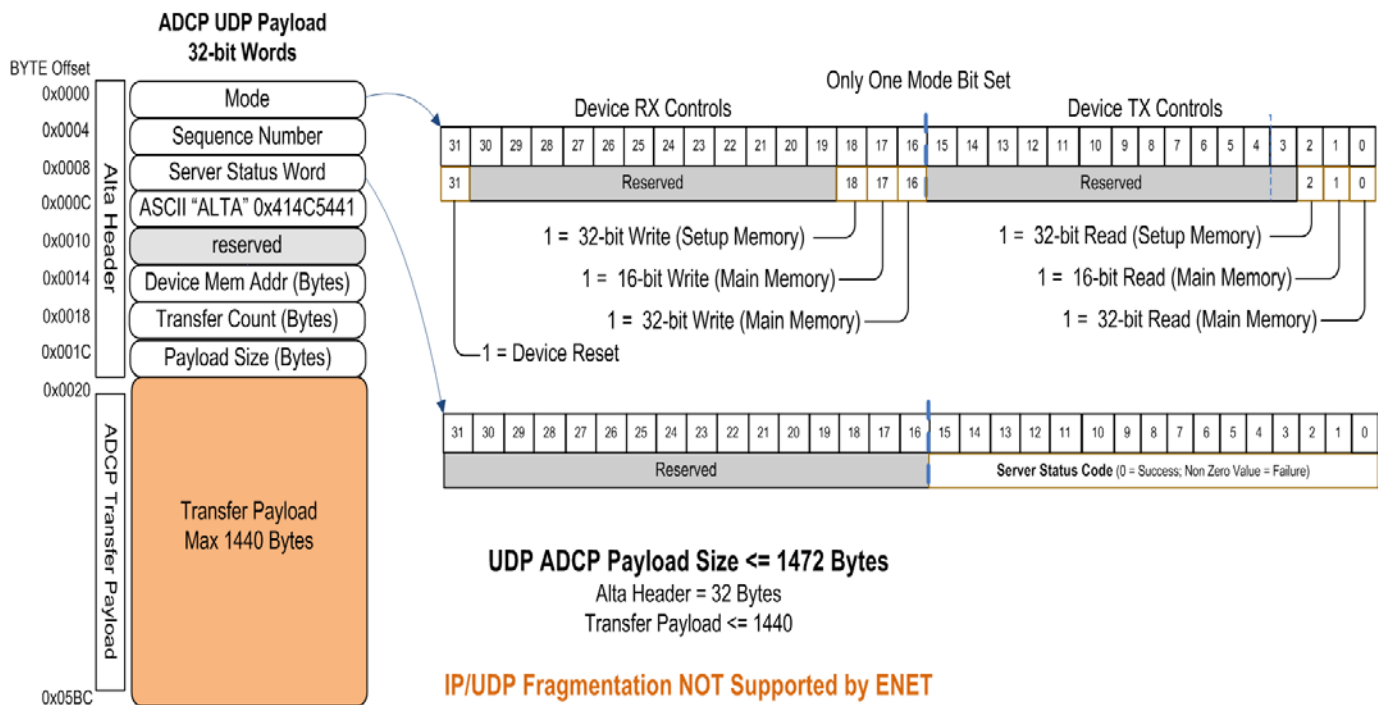 ADCP UDP Payload
32-bit Words
BYTE Offset
0x0000
0x0004
0x0008
0x000C
0x0010
0x0014
0x0018
0x001C
0x0020
0x05BC
Alta Header
ADCP Transfer Payload
Mode
Sequence Number
Server Status Word
ASCII “ALTA” 0x414C5441
reserved
Device Mem Addr (Bytes)
Transfer Count (Bytes)
Payload Size (Bytes)
Transfer Payload
Max 1440 Bytes
Only One Mode Bit Set
Device RX Controls Device TX Controls
31 30 29 28 27 26 25 24 23 22 21 20 19 18 17 16 15 14 13 12 11 10 9 8 7 6 5 4 3 2 1 0
31 Reserved 18 17 16 Reserved 2 1 0
1 = 32-bit Write (Setup Memory) 1 = 32-bit Read (Setup Memory)
1 = 16-bit Write (Main Memory) 1 = 16-bit Read (Main Memory)
1 = 32-bit Write (Main Memory) 1 = 32-bit Read (Main Memory)
1 = Device Reset
31 30 29 28 27 26 25 24 23 22 21 20 19 18 17 16 15 14 13 12 11 10 9 8 7 6 5 4 3 2 1 0
Reserved Server Status Code (0 = Success; Non Zero Value = Failure)
UDP ADCP Payload Size <= 1472 Bytes
Alta Header = 32 Bytes
Transfer Payload <= 1440
IP/UDP Fragmentation NOT Supported by ENET